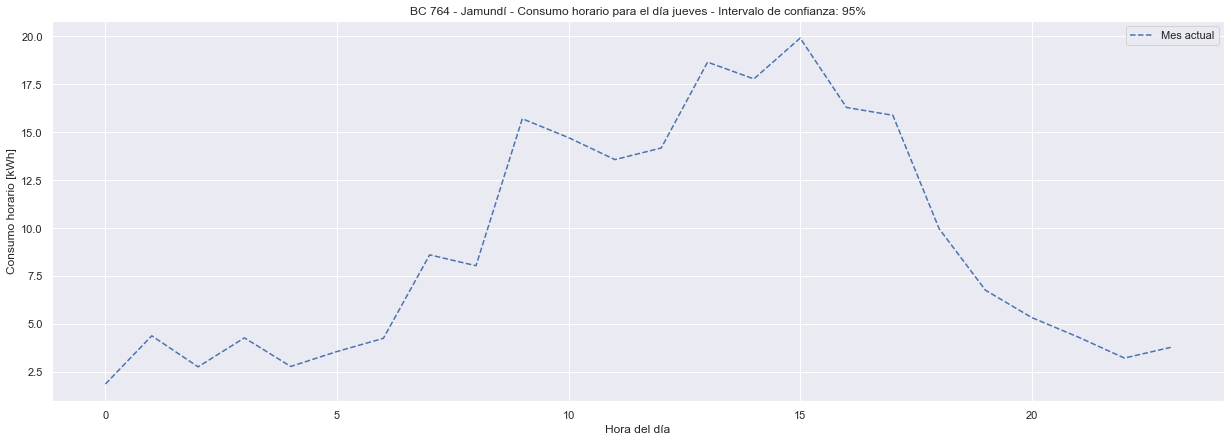 BC 764 - Jamundí - Consumo horario para el día jueves - Intervalo de confianza: 95%
Mes actual
Consumo horario [kWh]
20.0
17.5
15.0
12.5
10.0
7.5
5.0
2.5
0 5 10 15 20
Hora del día